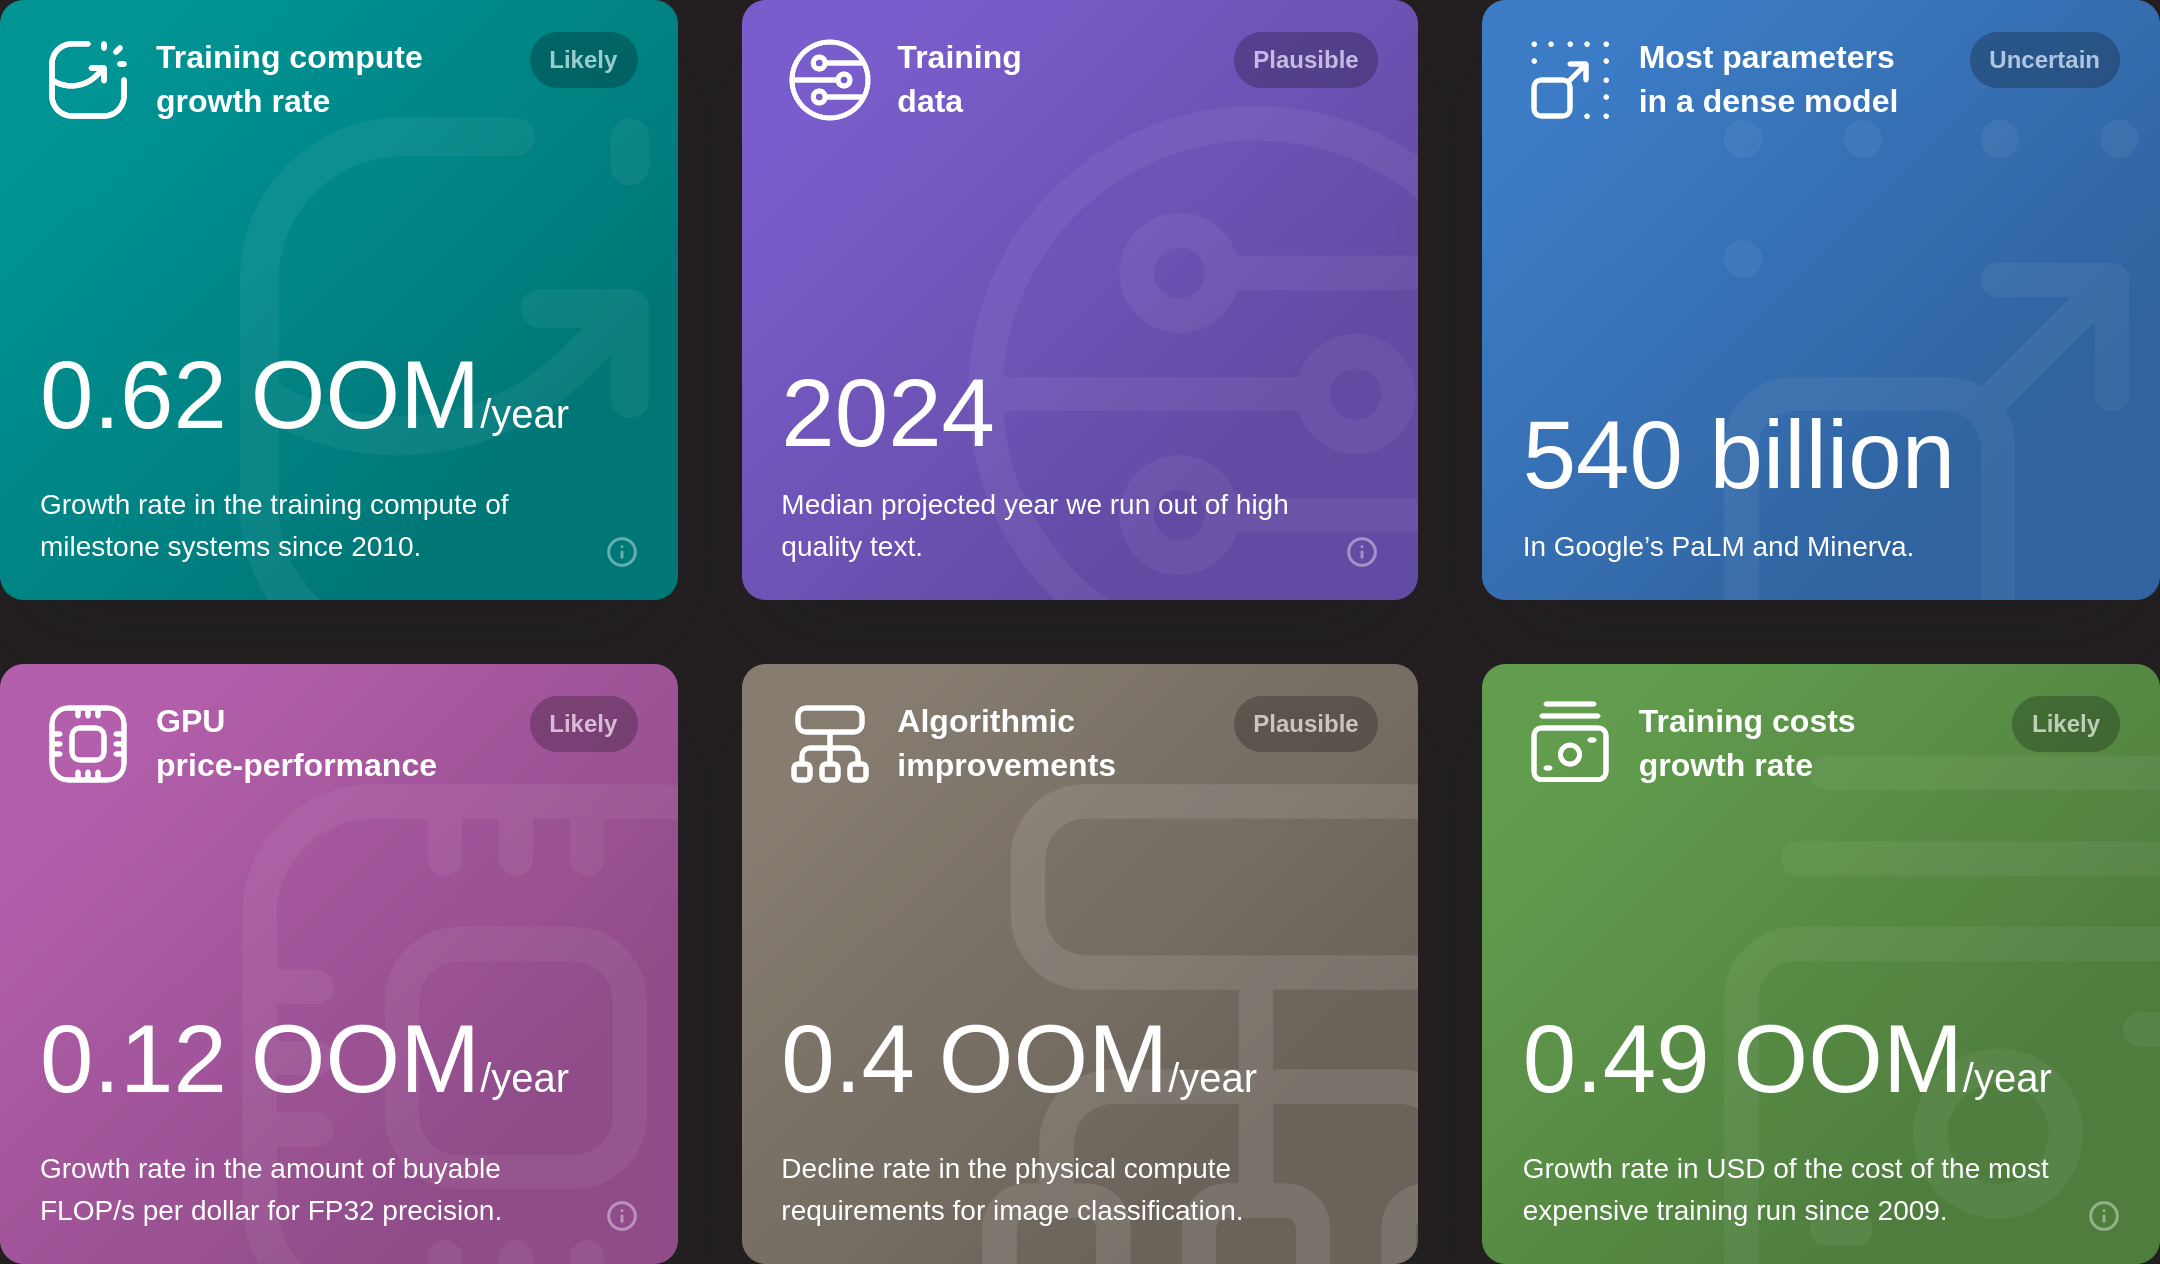 Training compute
growth rate
Likely
0.62 OOM/year
Growth rate in the training compute of
milestone systems since 2010.
Training
data
Plausible
2024
Median projected year we run out of high
quality text.
Most parameters
in a dense model
Uncertain
540 billion
In Google’s PaLM and Minerva.
GPU
price-performance
Likely
0.12 OOM/year
Growth rate in the amount of buyable
FLOP/s per dollar for FP32 precision.
Algorithmic
improvements
Plausible
0.4 OOM/year
Decline rate in the physical compute
requirements for image classification.
Training costs
growth rate
Likely
0.49 OOM/year
Growth rate in USD of the cost of the most
expensive training run since 2009.